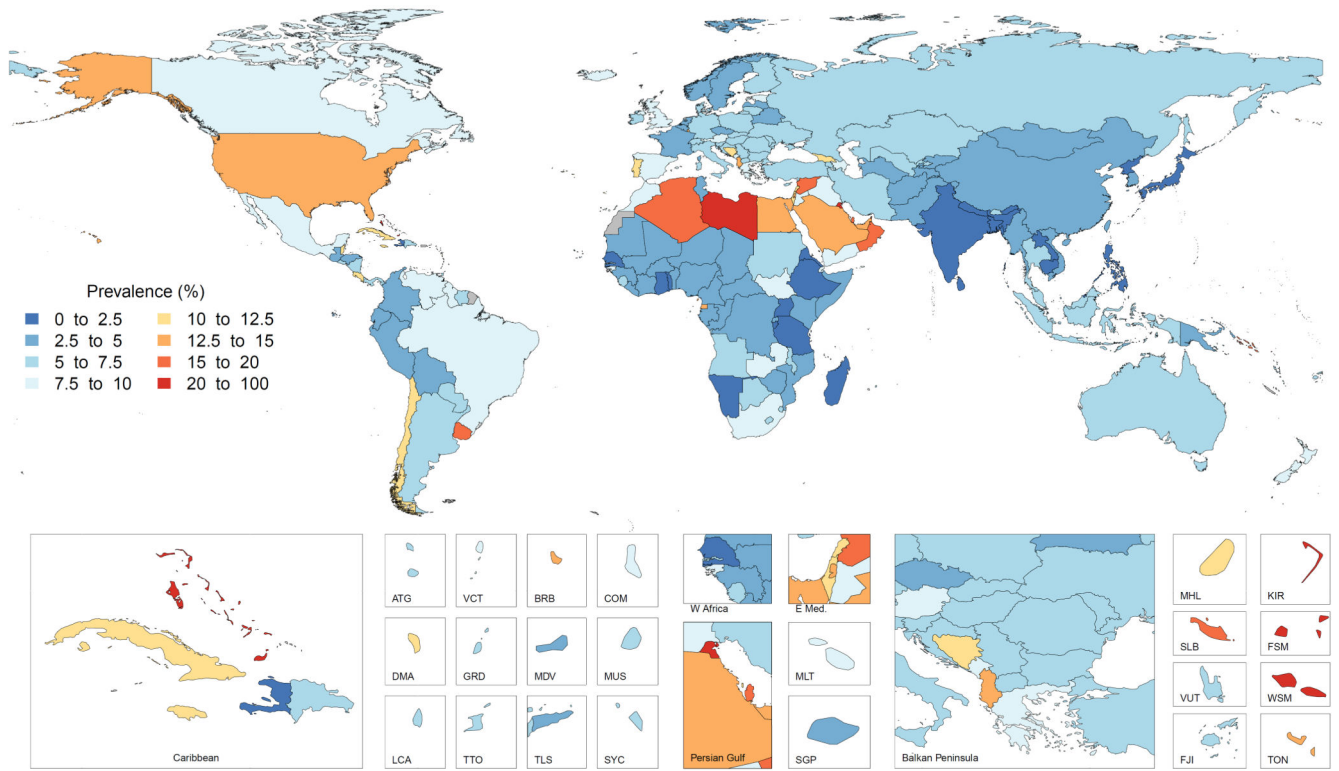 Prevalence (%)
0 to 2.5
10 to 12.5
2.5 to 5
12.5 to 15
5 to 7.5
15 to 20
7.5 to 10
20 to 100
Caribbean
ATG
VCT
BRB
COM
DMA
GRD
MDV
MUS
LCA
TTO
TLS
SYC
W Africa
E Med.
Persian Gulf
MLT
SGP
Balkan Peninsula
MHL
KIR
SLB
FSM
VUT
WSM
FJI
TON